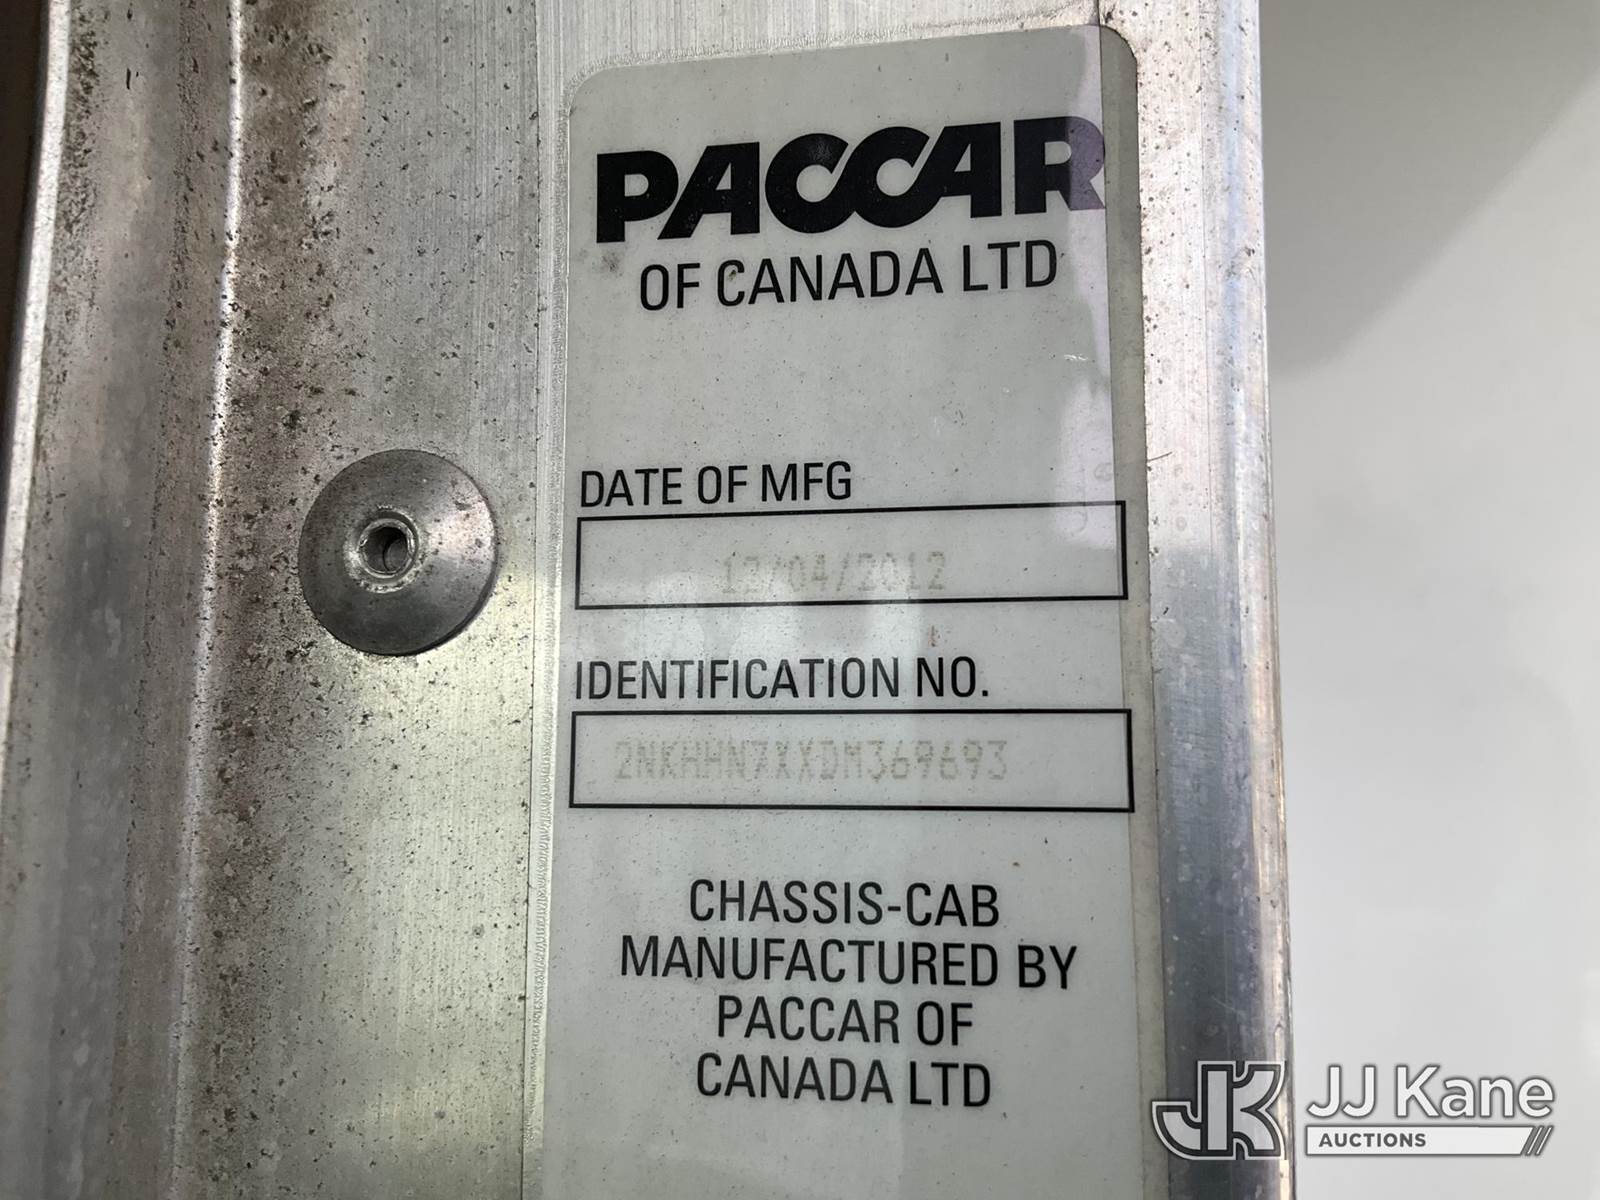 PACCAR
OF CANADA LTD
DATE OF MFG
12/04/2012
IDENTIFICATION NO.
2NKHHN7XXDM369693
CHASSIS-CAB
MANUFACTURED BY
PACCAR OF
CANADA LTD
JK JJ Kane
AUCTIONS